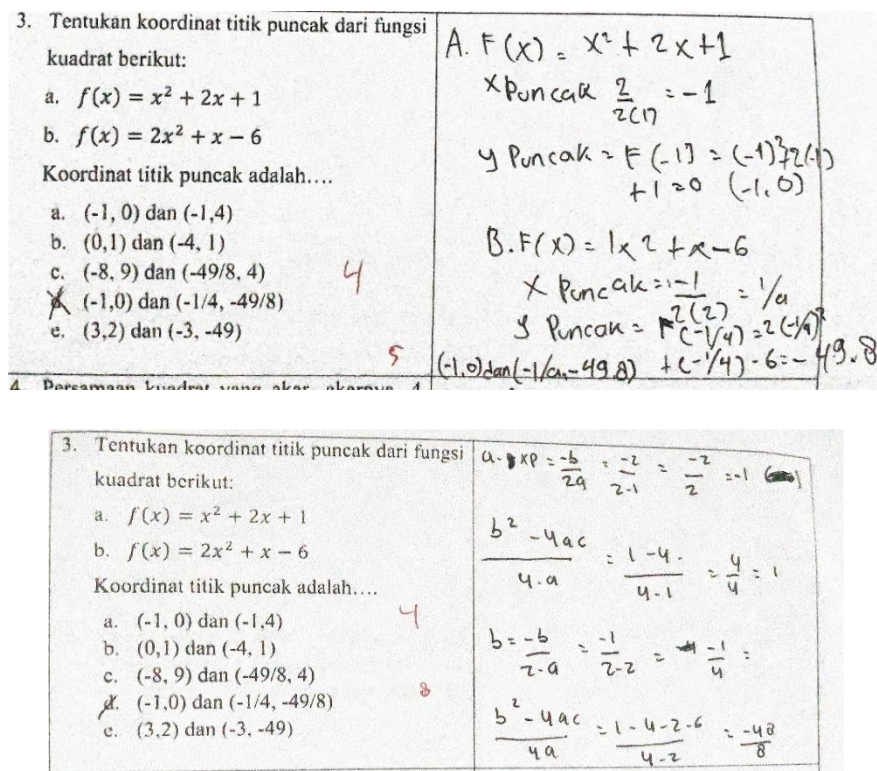 3. Tentukan koordinat titik puncak dari fungsi
kuadrat berikut:
a. f(x) = x² + 2x + 1
b. f(x) = 2x² + x − 6
Koordinat titik puncak adalah….
a. (-1, 0) dan (-1,4)
b. (0,1) dan (-4, 1)
c. (-8, 9) dan (-49/8, 4)
d. (-1,0) dan (-1/4, -49/8)
e. (3,2) dan (-3, -49)
4
5
A. F(x) = x² + 2x+1
x Puncak 2/2(1) = -1
y Puncak = F(-1) = (-1)²+2(-1)
+1 = 0 (-1,0)
B. F(x) = 1x2 + x-6
x Puncak = -1/2(2) = 1/a
y Puncak = F(-1/4) = 2(-1/4)²
+(-1/4)-6 = -49.8
(-1,0) dan (-1/a, -49.8)
4. Persamaan kuadrat yang akar akarnya 4
3. Tentukan koordinat titik puncak dari fungsi
kuadrat berikut:
a. f(x) = x² + 2x + 1
b. f(x) = 2x² + x − 6
Koordinat titik puncak adalah….
a. (-1, 0) dan (-1,4)
b. (0,1) dan (-4, 1)
c. (-8, 9) dan (-49/8, 4)
d. (-1,0) dan (-1/4, -49/8)
e. (3,2) dan (-3, -49)
4
8
a. xp = -b/2a = -2/2-1 = -2/2 = -1
b² - 4ac/4.a = 1-4./4-1 = 4/4 = 1
b = -b/2-a = -1/2-2 = -1/4 =
b² - 4ac/4a = 1-4-2-6/4-2 = -48/8